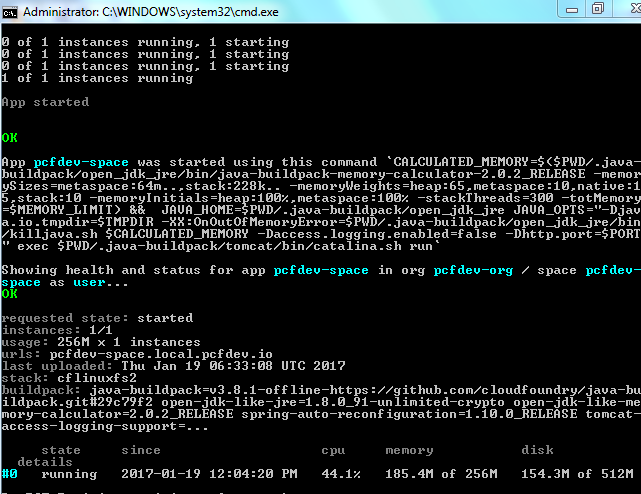 Administrator: C:\WINDOWS\system32\cmd.exe
0 of 1 instances running, 1 starting
0 of 1 instances running, 1 starting
0 of 1 instances running, 1 starting
1 of 1 instances running
App started
OK
App pcfdev-space was started using this command `CALCULATED_MEMORY=$($PWD/.java-
buildpack/open_jdk_jre/bin/java-buildpack-memory-calculator-2.0.2_RELEASE -memor
ySizes=metaspace:64m..,stack:228k.. -memoryWeights=heap:65,metaspace:10,native:1
5,stack:10 -memoryInitials=heap:100%,metaspace:100% -stackThreads=300 -totMemory
=$MEMORY_LIMIT) &&  JAVA_HOME=$PWD/.java-buildpack/open_jdk_jre JAVA_OPTS="-Djav
a.io.tmpdir=$TMPDIR -XX:OnOutOfMemoryError=$PWD/.java-buildpack/open_jdk_jre/bin
/killjava.sh $CALCULATED_MEMORY -Daccess.logging.enabled=false -Dhttp.port=$PORT
" exec $PWD/.java-buildpack/tomcat/bin/catalina.sh run`
Showing health and status for app pcfdev-space in org pcfdev-org / space pcfdev-
space as user...
OK
requested state: started
instances: 1/1
usage: 256M x 1 instances
urls: pcfdev-space.local.pcfdev.io
last uploaded: Thu Jan 19 06:33:08 UTC 2017
stack: cflinuxfs2
buildpack: java-buildpack=v3.8.1-offline-https://github.com/cloudfoundry/java-bu
ildpack.git#29c79f2 open-jdk-like-jre=1.8.0_91-unlimited-crypto open-jdk-like-me
mory-calculator=2.0.2_RELEASE spring-auto-reconfiguration=1.10.0_RELEASE tomcat-
access-logging-support=...
state since cpu memory disk
details
#0 running 2017-01-19 12:04:20 PM 44.1% 185.4M of 256M 154.3M of 512M